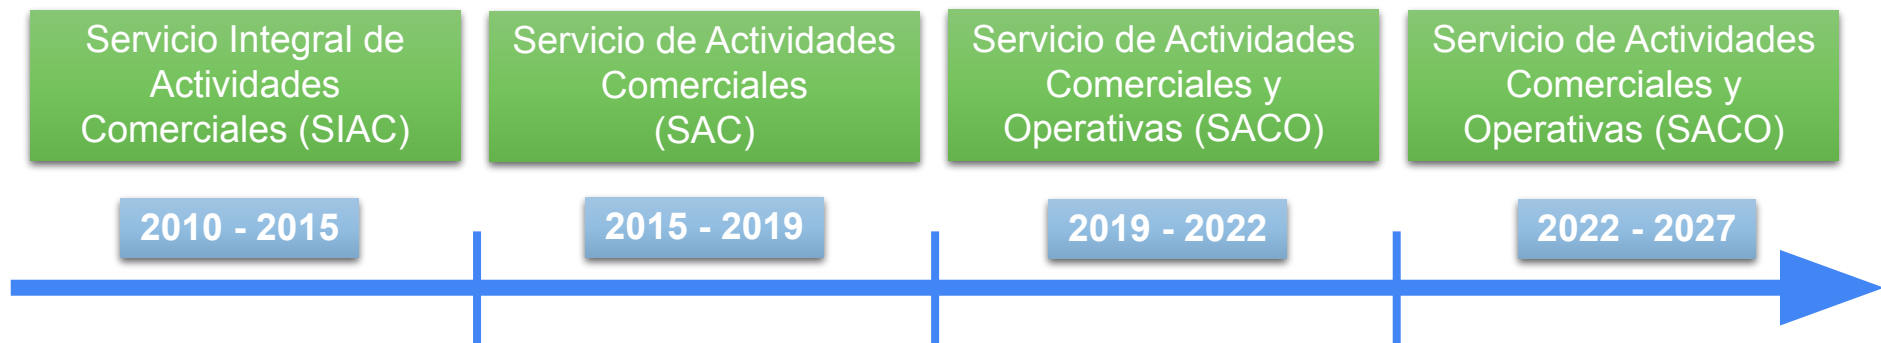 Servicio Integral de
Actividades
Comerciales (SIAC)
Servicio de Actividades
Comerciales
(SAC)
Servicio de Actividades
Comerciales y
Operativas (SACO)
Servicio de Actividades
Comerciales y
Operativas (SACO)
2010 - 2015
2015 - 2019
2019 - 2022
2022 - 2027